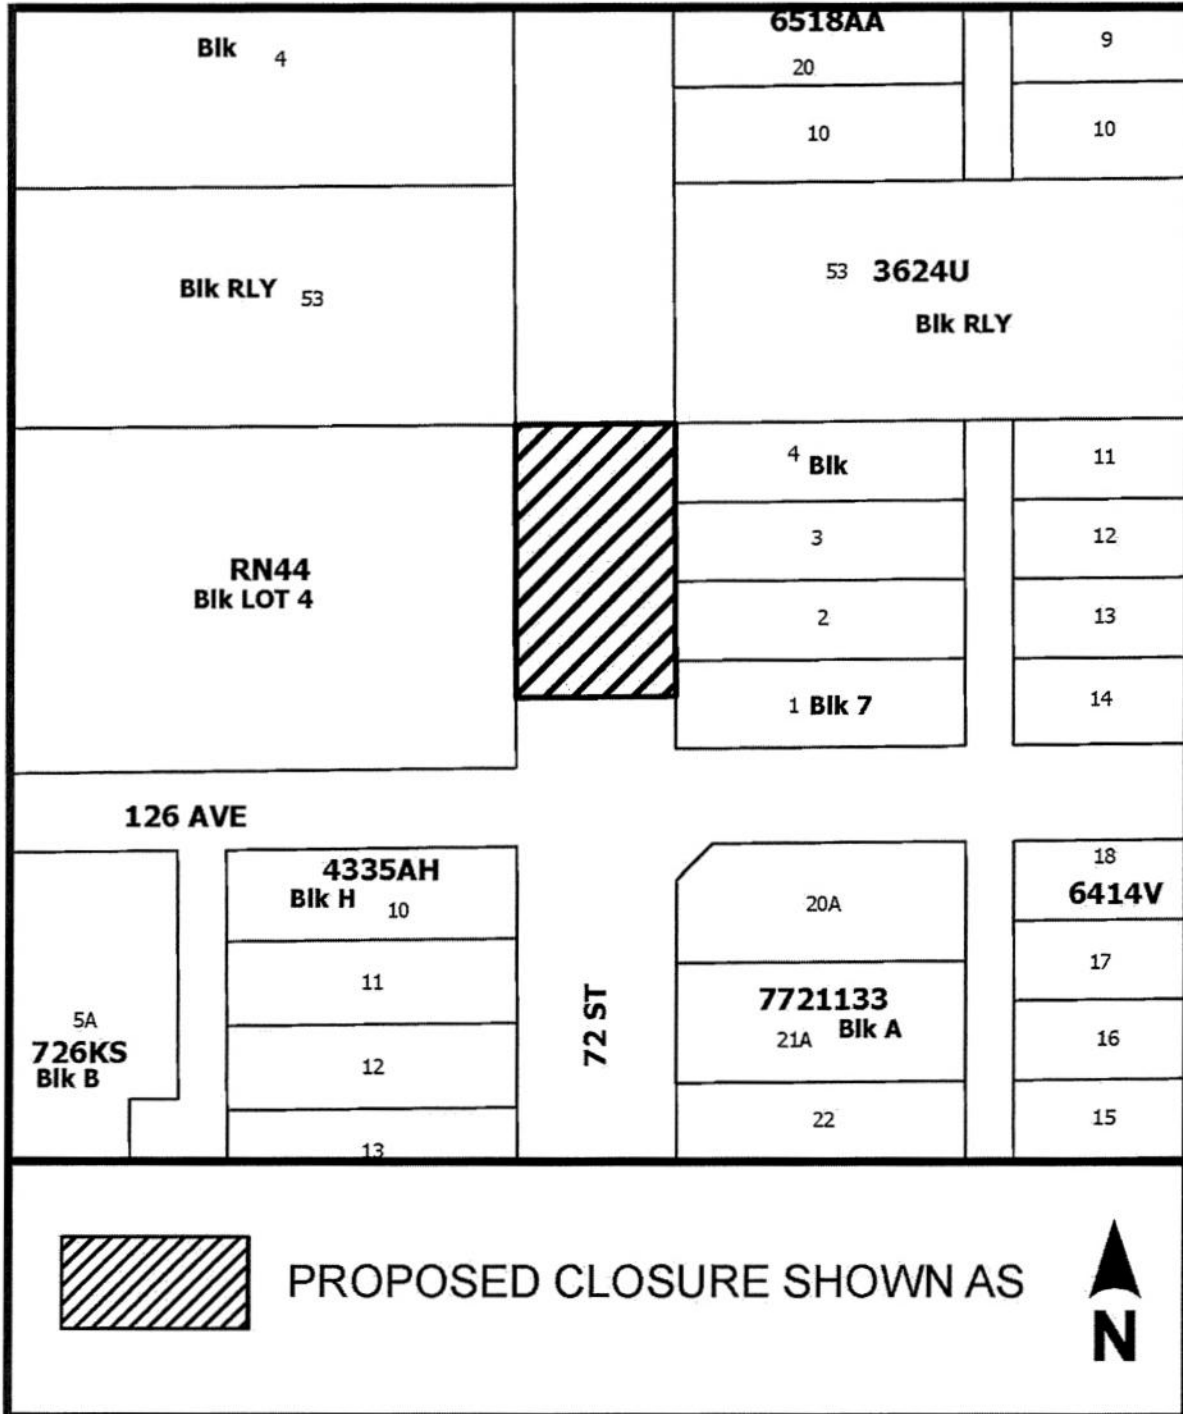 6518AA
Blk 4
20
9
10
10
Blk RLY 53
53 3624U
Blk RLY
4 Blk
11
3
12
RN44
Blk LOT 4
2
13
1 Blk 7
14
126 AVE
4335AH
Blk H 10
20A
18
6414V
11
17
72 ST
7721133
21A Blk A
5A
726KS
Blk B
12
16
22
15
13
PROPOSED CLOSURE SHOWN AS
N